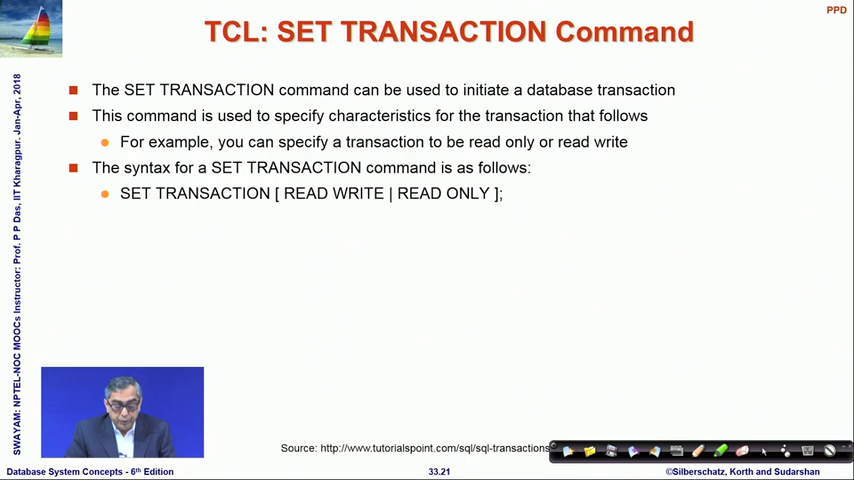 PPD
TCL: SET TRANSACTION Command
The SET TRANSACTION command can be used to initiate a database transaction
This command is used to specify characteristics for the transaction that follows
For example, you can specify a transaction to be read only or read write
The syntax for a SET TRANSACTION command is as follows:
SET TRANSACTION [ READ WRITE | READ ONLY ];
SWAYAM: NPTEL-NOC MOOCs Instructor: Prof. P P Das, IIT Kharagpur. Jan-Apr, 2018
Source: http://www.tutorialspoint.com/sql/sql-transactions
Database System Concepts - 6th Edition
33.21
©Silberschatz, Korth and Sudarshan